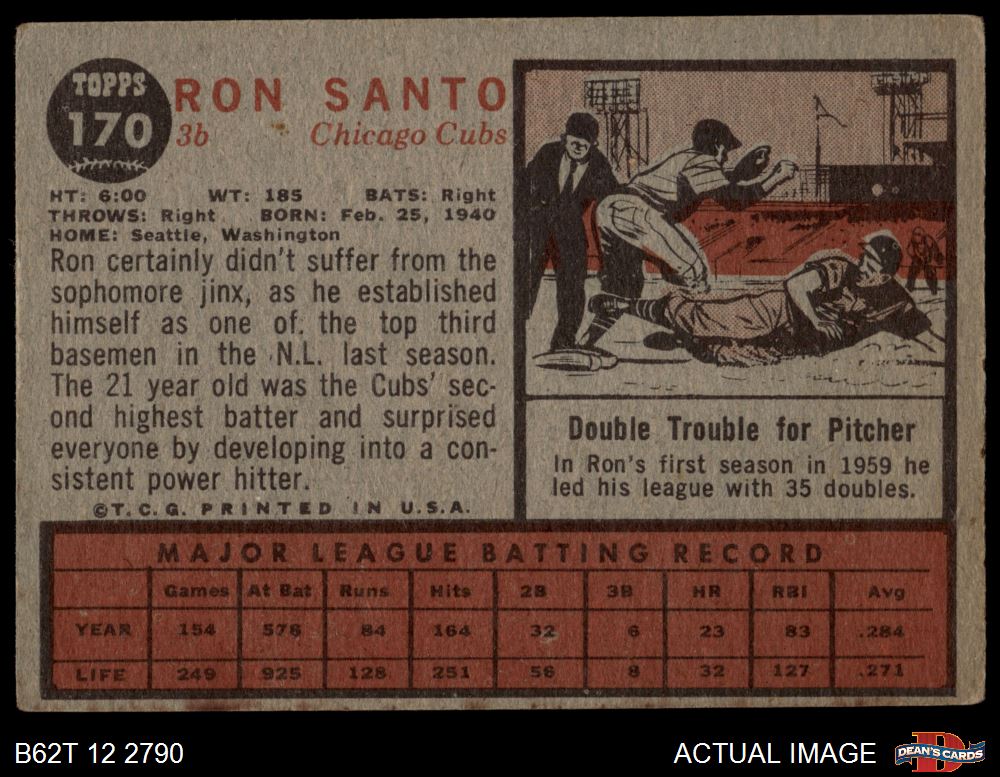 TOPPS
170
RON SANTO
3b Chicago Cubs
HT: 6:00 WT: 185 BATS: Right
THROWS: Right BORN: Feb. 25, 1940
HOME: Seattle, Washington
Ron certainly didn't suffer from the
sophomore jinx, as he established
himself as one of the top third
basemen in the N.L. last season.
The 21 year old was the Cubs' sec-
ond highest batter and surprised
everyone by developing into a con-
sistent power hitter.
©T.C.G. PRINTED IN U.S.A.
Double Trouble for Pitcher
In Ron's first season in 1959 he
led his league with 35 doubles.
MAJOR LEAGUE BATTING RECORD
Games At Bat Runs Hits 2B 3B HR RBI Avg
YEAR 154 576 84 164 32 6 23 83 .284
LIFE 249 925 128 251 56 8 32 127 .271
B62T 12 2790
ACTUAL IMAGE
D
DEAN'S CARDS